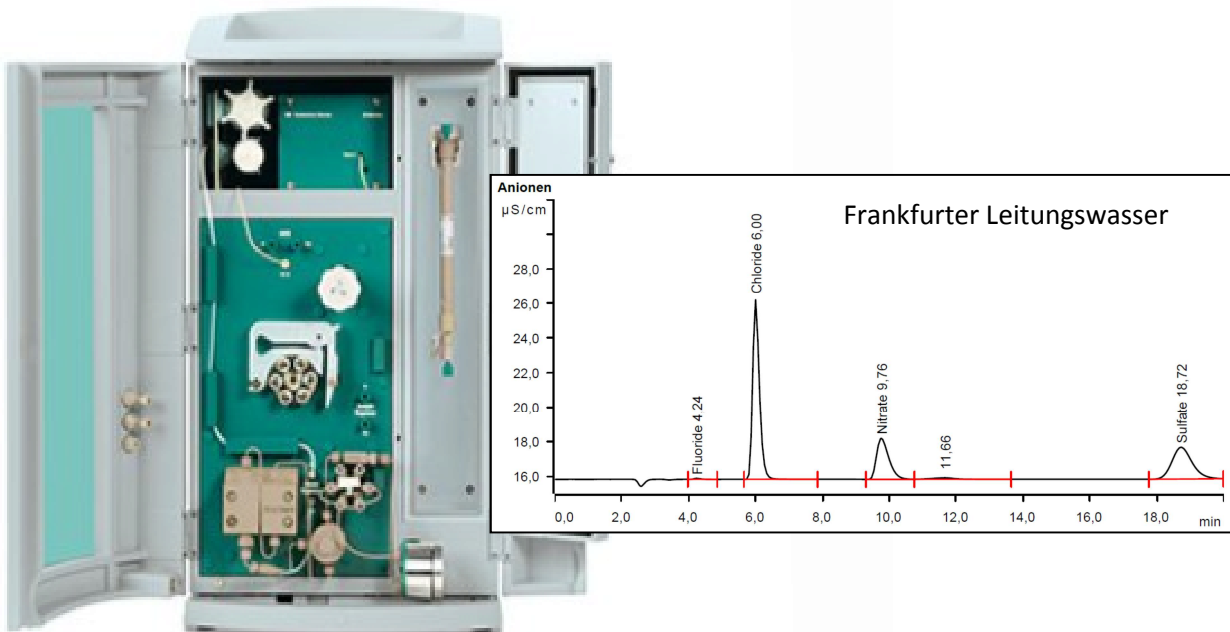 Anionen
µS/cm
Frankfurter Leitungswasser
28,0
26,0
24,0
22,0
20,0
18,0
16,0
Fluoride 4.24
Chloride 6,00
Nitrate 9,76
11,66
Sulfate 18,72
0,0 2,0 4,0 6,0 8,0 10,0 12,0 14,0 16,0 18,0 min